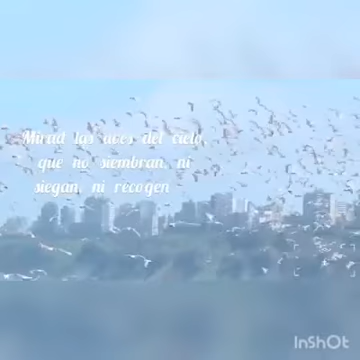 Mirad las aves del cielo,
que no siembran, ni
siegan, ni recogen
InShOt